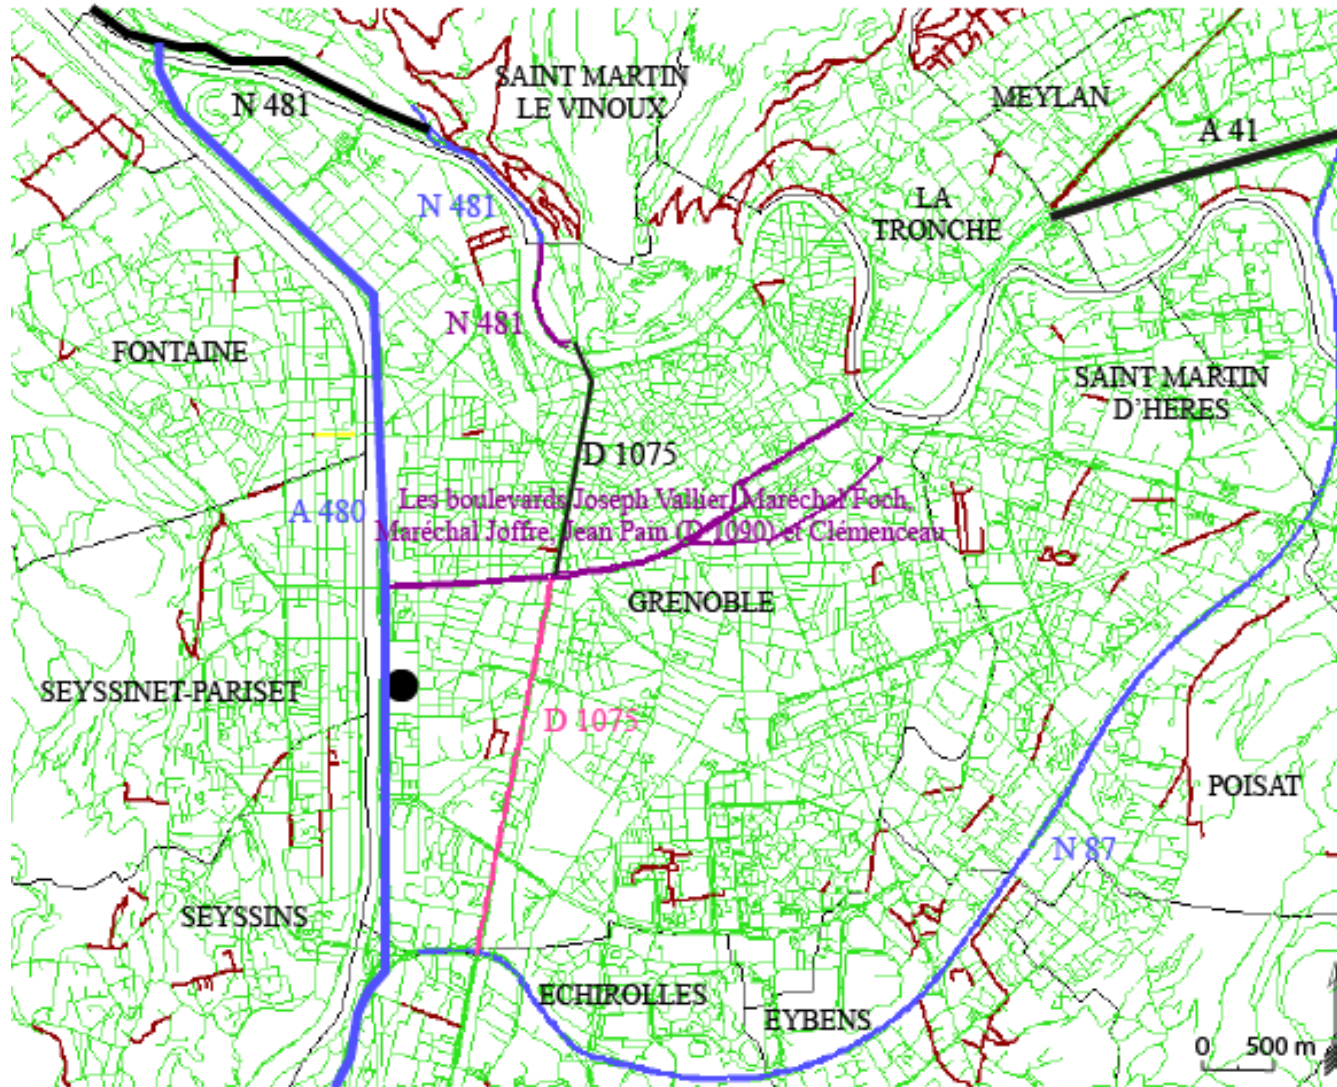 SAINT MARTIN
LE VINOUX
MEYLAN
N 481
A 41
N 481
LA
TRONCHE
N 481
FONTAINE
SAINT MARTIN
D'HERES
D 1075
A 480
Les boulevards Joseph Vallier, Maréchal Foch,
Maréchal Joffre, Jean Pain (D 1090) et Clémenceau
GRENOBLE
SEYSSINET-PARISET
D 1075
POISAT
N 87
SEYSSINS
ECHIROLLES
EYBENS
0 500 m